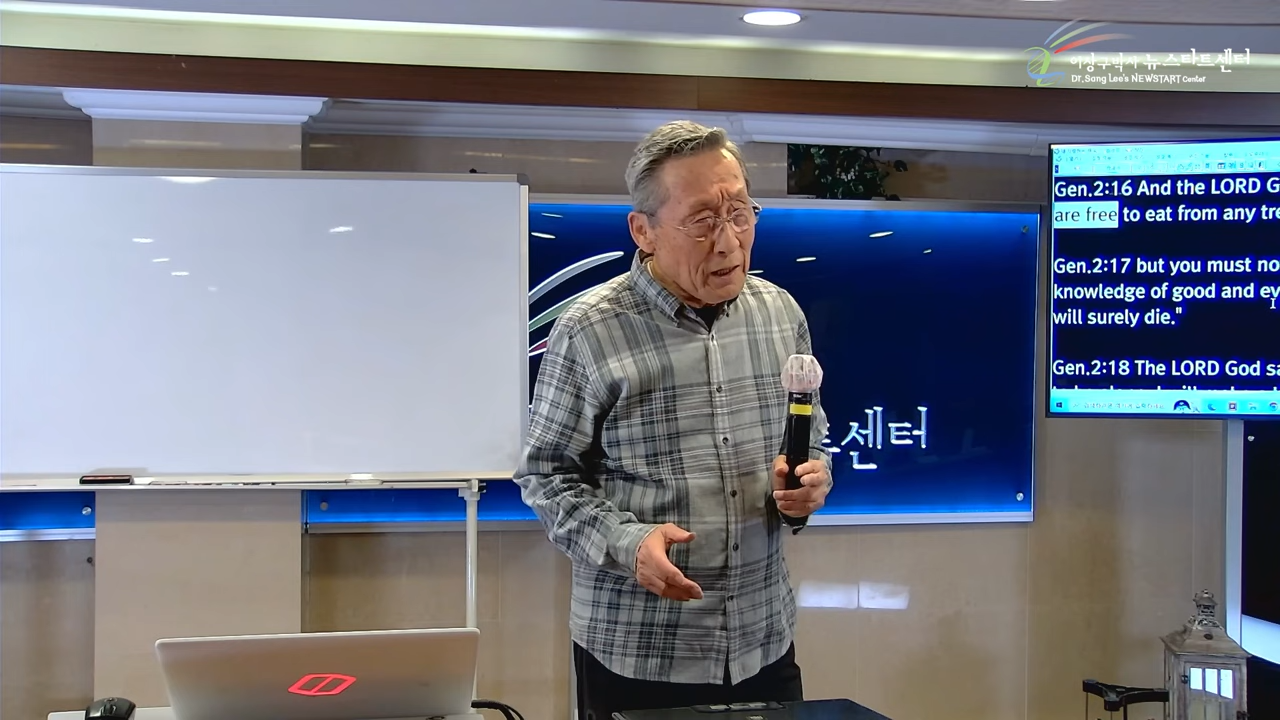 이상구박사 뉴스타트센터
Dr. Sang Lee's NEWSTART Center
Gen.2:16 And the LORD G
are free to eat from any tre
Gen.2:17 but you must no
knowledge of good and ev
will surely die."
Gen.2:18 The LORD God sa
트센터